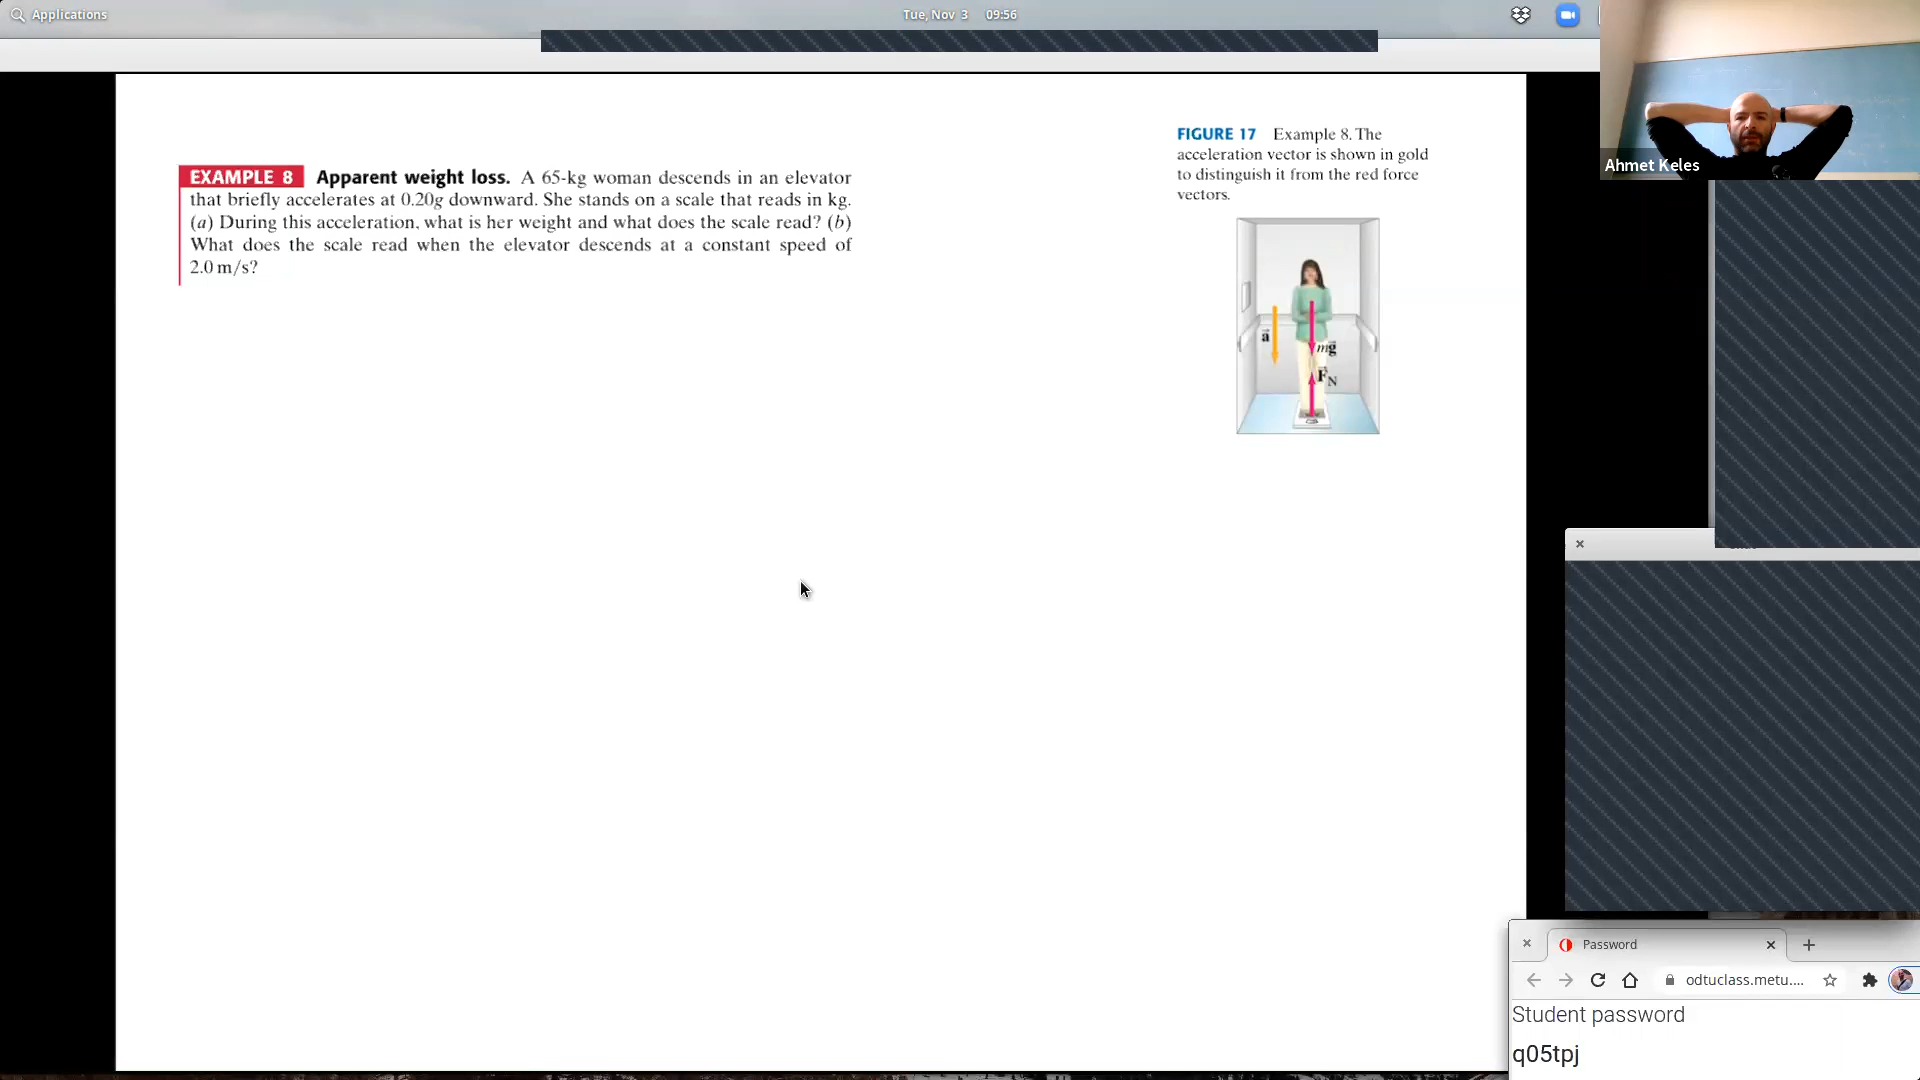 Applications
Tue, Nov 3 09:56
Ahmet Keles
EXAMPLE 8 Apparent weight loss. A 65-kg woman descends in an elevator
that briefly accelerates at 0.20g downward. She stands on a scale that reads in kg.
(a) During this acceleration, what is her weight and what does the scale read? (b)
What does the scale read when the elevator descends at a constant speed of
2.0 m/s?
FIGURE 17 Example 8. The
acceleration vector is shown in gold
to distinguish it from the red force
vectors.
a⃗
mg⃗
F⃗N
Password
odtuclass.metu....
Student password
q05tpj